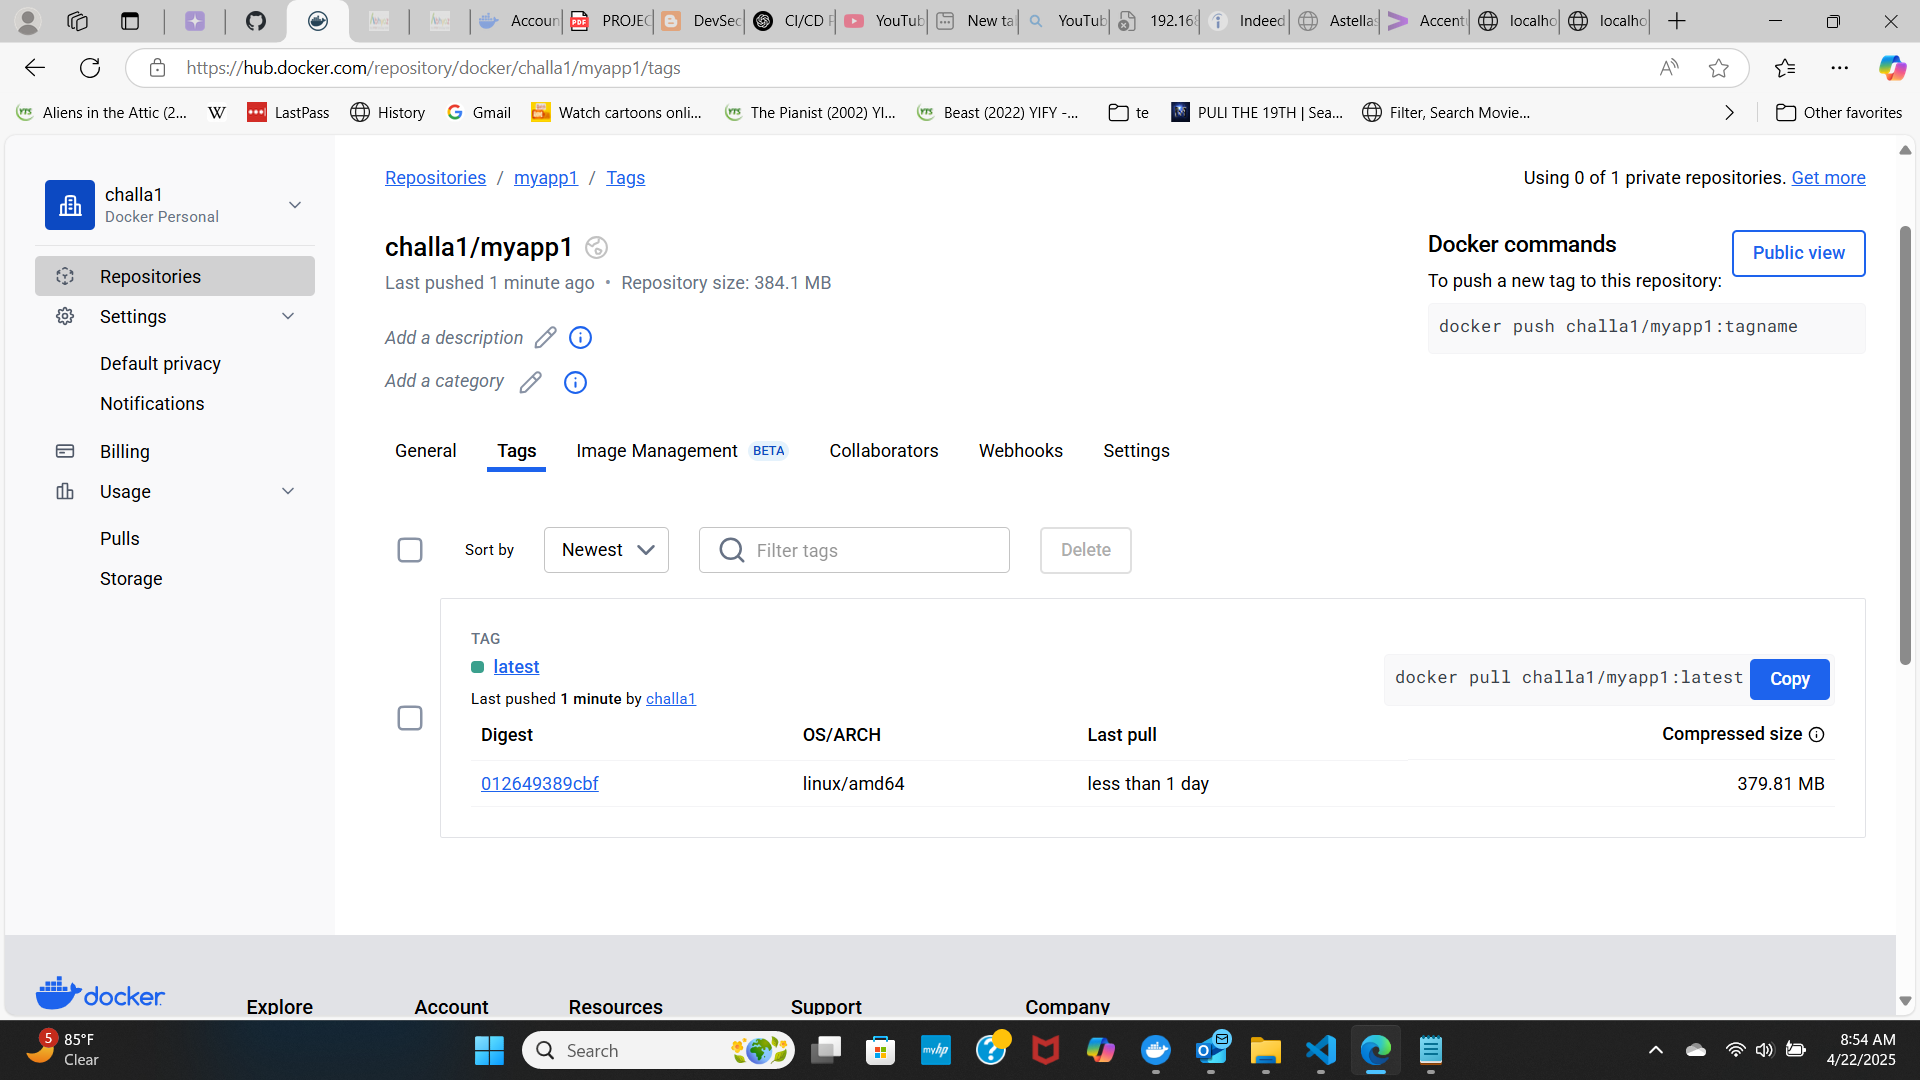 Accoun
PROJEC
DevSec
CI/CD P
YouTub
New ta
YouTub
192.168
Indeed
Astellas
Accent
localho
localho
https://hub.docker.com/repository/docker/challa1/myapp1/tags
Aliens in the Attic (2...
W
LastPass
History
Gmail
Watch cartoons onli...
The Pianist (2002) YI...
Beast (2022) YIFY -...
te
PULI THE 19TH | Sea...
Filter, Search Movie...
Other favorites
challa1
Docker Personal
Repositories
Settings
Default privacy
Notifications
Billing
Usage
Pulls
Storage
Repositories / myapp1 / Tags
Using 0 of 1 private repositories. Get more
challa1/myapp1
Last pushed 1 minute ago • Repository size: 384.1 MB
Add a description
Add a category
Docker commands
Public view
To push a new tag to this repository:
docker push challa1/myapp1:tagname
General
Tags
Image Management BETA
Collaborators
Webhooks
Settings
Sort by
Newest
Filter tags
Delete
TAG
latest
Last pushed 1 minute by challa1
docker pull challa1/myapp1:latest
Copy
Digest
OS/ARCH
Last pull
Compressed size
012649389cbf
linux/amd64
less than 1 day
379.81 MB
docker
Explore
Account
Resources
Support
Company
5
85°F
Clear
Search
myhp
8:54 AM
4/22/2025